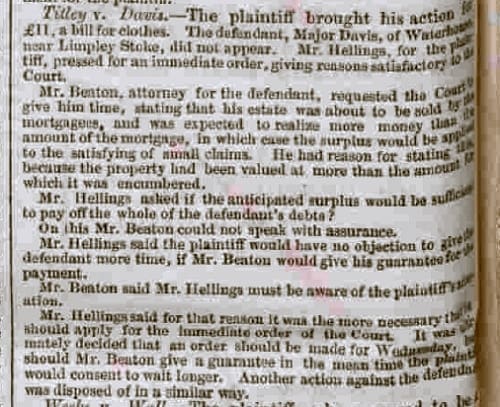 Tilley v. Davis.—The plaintiff brought his action for
£11, a bill for clothes. The defendant, Major Davis, of Waterhouse,
near Limpley Stoke, did not appear. Mr. Hellings, for the plain-
tiff, pressed for an immediate order, giving reasons satisfactory to the
Court.
Mr. Beaton, attorney for the defendant, requested the Court to
give him time, stating that his estate was about to be sold by the
mortgagees, and was expected to realize more money than the
amount of the mortgage, in which case the surplus would be applied
to the satisfying of small claims. He had reason for stating this,
because the property had been valued at more than the amount for
which it was encumbered.
Mr. Hellings asked if the anticipated surplus would be sufficient
to pay off the whole of the defendant's debts?
On this Mr. Beaton could not speak with assurance.
Mr. Hellings said the plaintiff would have no objection to give the
defendant more time, if Mr. Beaton would give his guarantee for the
payment.
Mr. Beaton said Mr. Hellings must be aware of the plaintiff's
ation.
Mr. Hellings said for that reason it was the more necessary that he
should apply for the immediate order of the Court. It was
mately decided that an order should be made for Wednesday,
should Mr. Beaton give a guarantee in the mean time the plaintiff
would consent to wait longer. Another action against the defendant
was disposed of in a similar way.